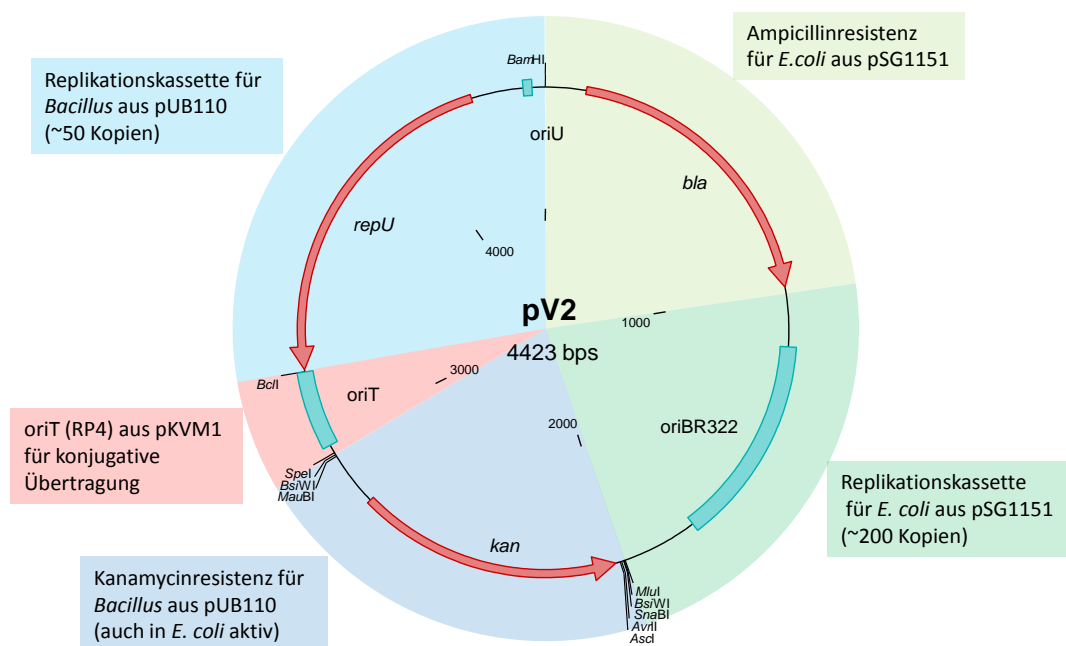 Ampicillinresistenz
für E.coli aus pSG1151
Replikationskassette für
Bacillus aus pUB110
(~50 Kopien)
BamHI
oriU
bla
repU
4000
pV2
4423 bps
1000
3000
2000
BclI
oriT
oriBR322
oriT (RP4) aus pKVM1
für konjugative
Übertragung
SpeI
BsiWI
MauBI
kan
Replikationskassette
für E. coli aus pSG1151
(~200 Kopien)
Kanamycinresistenz für
Bacillus aus pUB110
(auch in E. coli aktiv)
MluI
BsiWI
SnaBI
AvrII
AscI